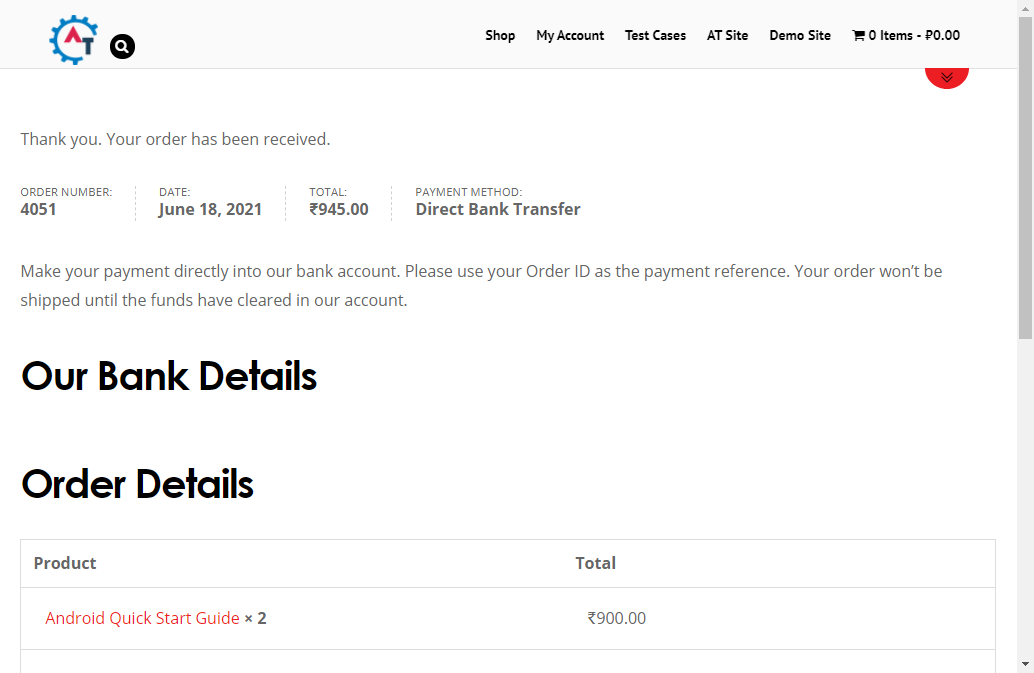 AT
Shop My Account Test Cases AT Site Demo Site 0 Items - ₽0.00
Thank you. Your order has been received.
ORDER NUMBER: DATE: TOTAL: PAYMENT METHOD:
4051 June 18, 2021 ₹945.00 Direct Bank Transfer
Make your payment directly into our bank account. Please use your Order ID as the payment reference. Your order won’t be
shipped until the funds have cleared in our account.
Our Bank Details
Order Details
Product Total
Android Quick Start Guide × 2 ₹900.00